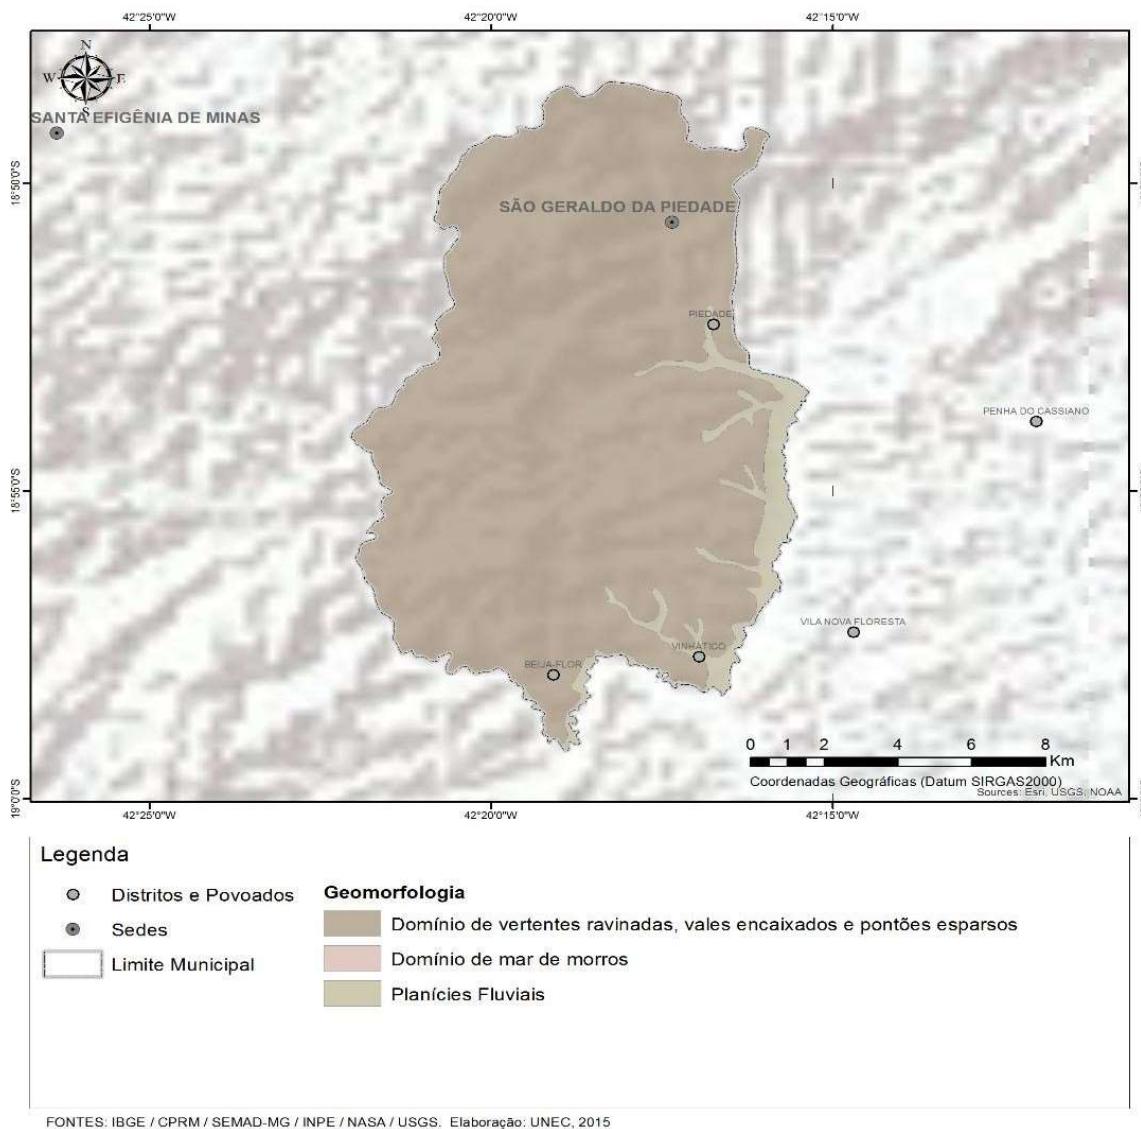 42°25'0"W 42°20'0"W 42°15'0"W
N
W E
S
SANTA EFIGÊNIA DE MINAS
18°50'0"S
SÃO GERALDO DA PIEDADE
PIEDADE
PENHA DO CASSIANO
18°55'0"S
VILA NOVA FLORESTA
VINHÁTICO
BEIJA-FLOR
0 1 2 4 6 8
Km
Coordenadas Geográficas (Datum SIRGAS2000)
Sources: Esri, USGS, NOAA
19°0'0"S
42°25'0"W 42°20'0"W 42°15'0"W
Legenda
Distritos e Povoados
Sedes
Limite Municipal
Geomorfologia
Domínio de vertentes ravinadas, vales encaixados e pontões esparsos
Domínio de mar de morros
Planícies Fluviais
FONTES: IBGE / CPRM / SEMAD-MG / INPE / NASA / USGS. Elaboração: UNEC, 2015